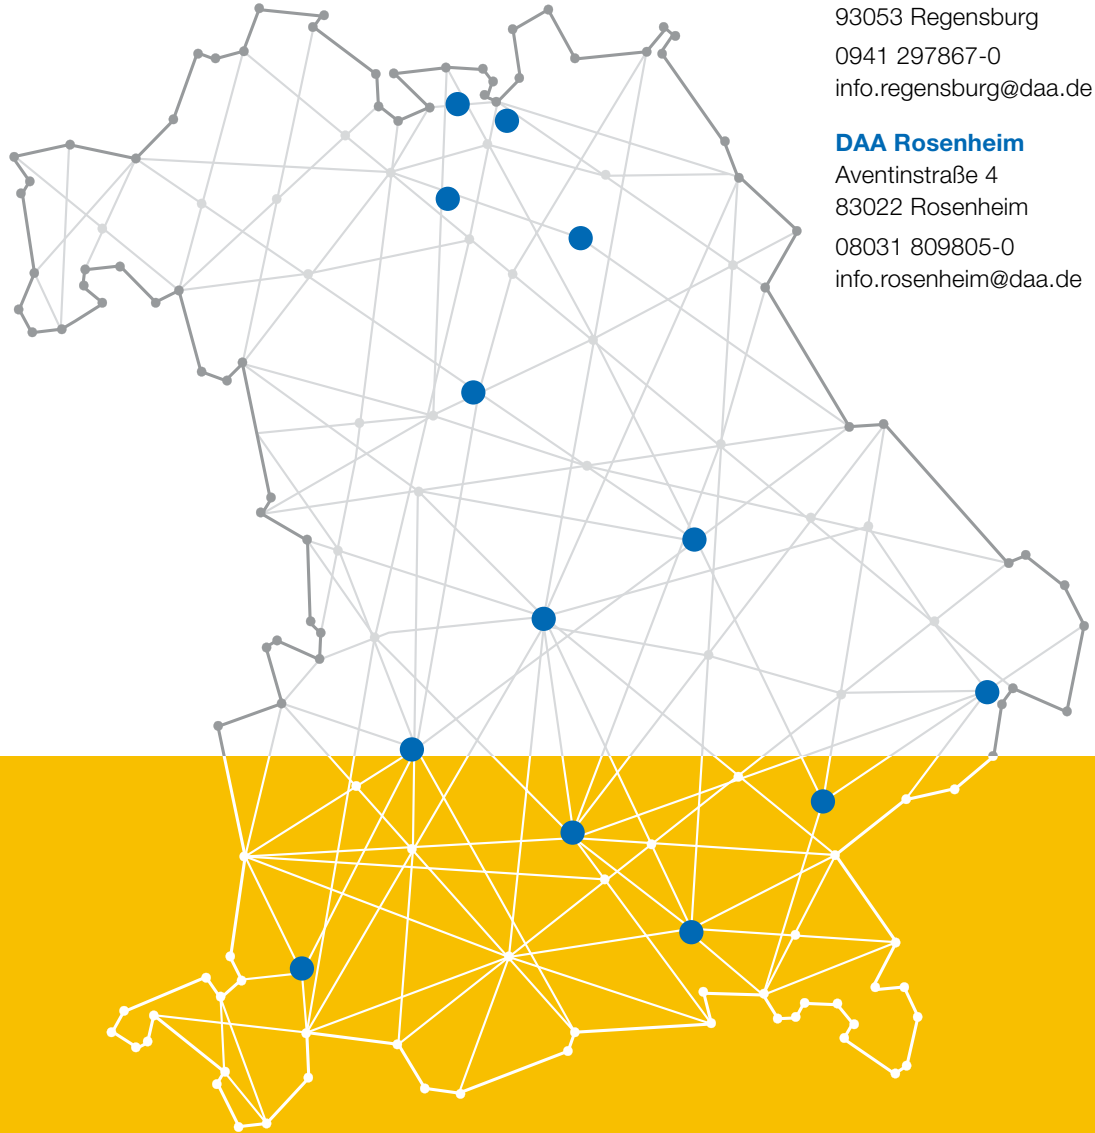 93053 Regensburg
0941 297867-0
info.regensburg@daa.de
DAA Rosenheim
Aventinstraße 4
83022 Rosenheim
08031 809805-0
info.rosenheim@daa.de